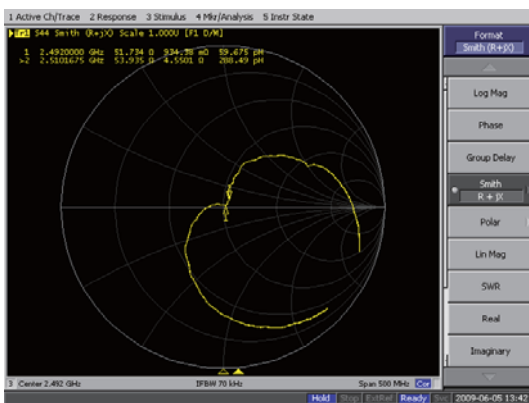 1 Active Ch/Trace 2 Response 3 Stimulus 4 Mkr/Analysis 5 Instr State
Tr1 S44 Smith (R+jX) Scale 1.000U [F1 D/M]
1 2.4920000 GHz 51.734 Ω 934.38 mΩ 59.675 pH
>2 2.5101675 GHz 53.935 Ω 4.5501 Ω 288.49 pH
Format
Smith (R+jX)
Log Mag
Phase
Group Delay
Smith
R + jX
Polar
Lin Mag
SWR
Real
Imaginary
3 Center 2.492 GHz IFBW 70 kHz Span 500 MHz Cor
Hold Stop ExtRef Ready Svc 2009-06-05 13:42